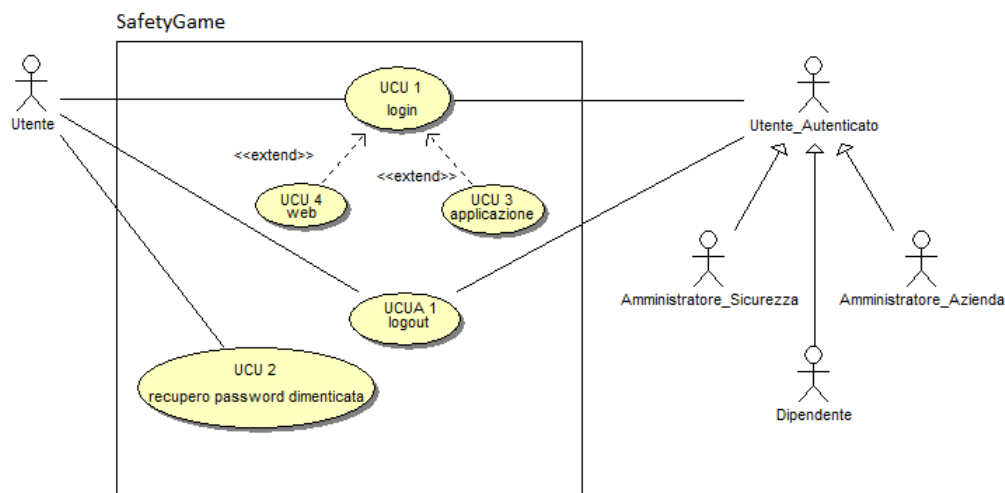 SafetyGame
UCU 1
login
Utente
Utente_Autenticato
<<extend>>
<<extend>>
UCU 4
web
UCU 3
applicazione
Amministratore_Sicurezza
Amministratore_Azienda
UCUA 1
logout
UCU 2
recupero password dimenticata
Dipendente